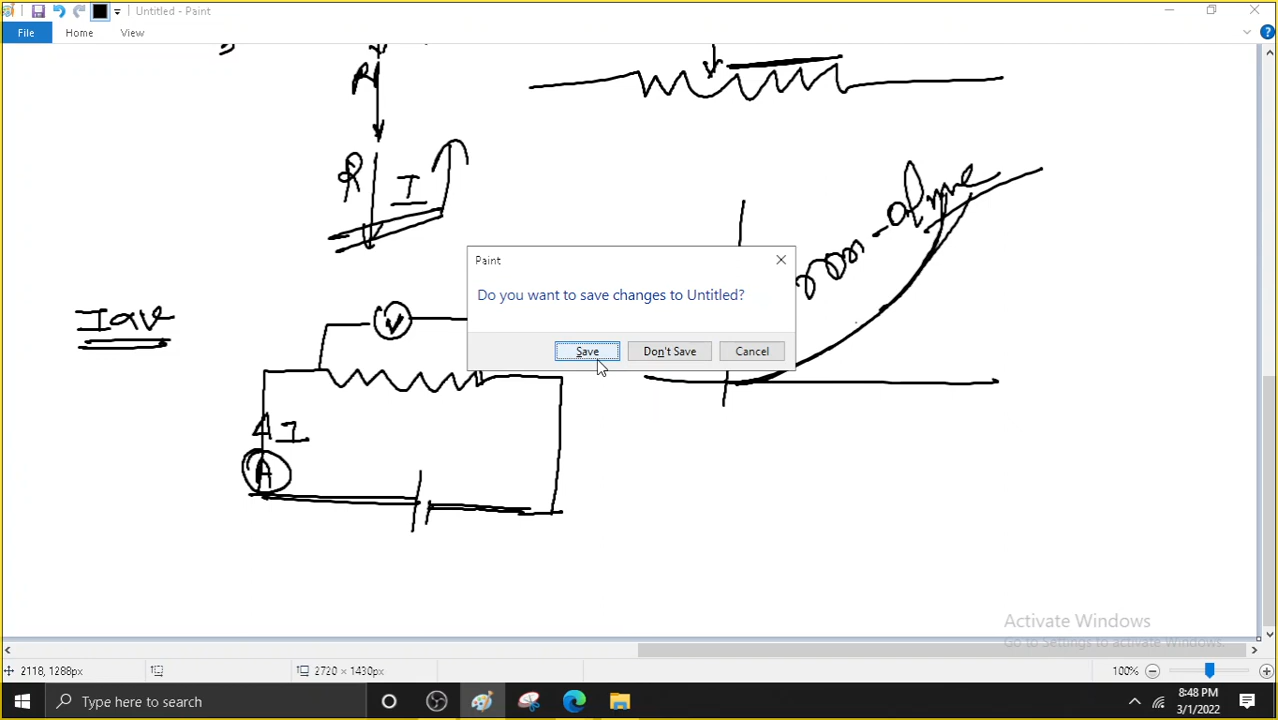 Untitled - Paint
File Home View
R
R I
non-ohmic
Paint
Do you want to save changes to Untitled?
Save Don't Save Cancel
V
A I
A
Activate Windows
Go to Settings to activate Windows.
2118, 1288px 2720 × 1430px 100%
Type here to search
8:48 PM
3/1/2022